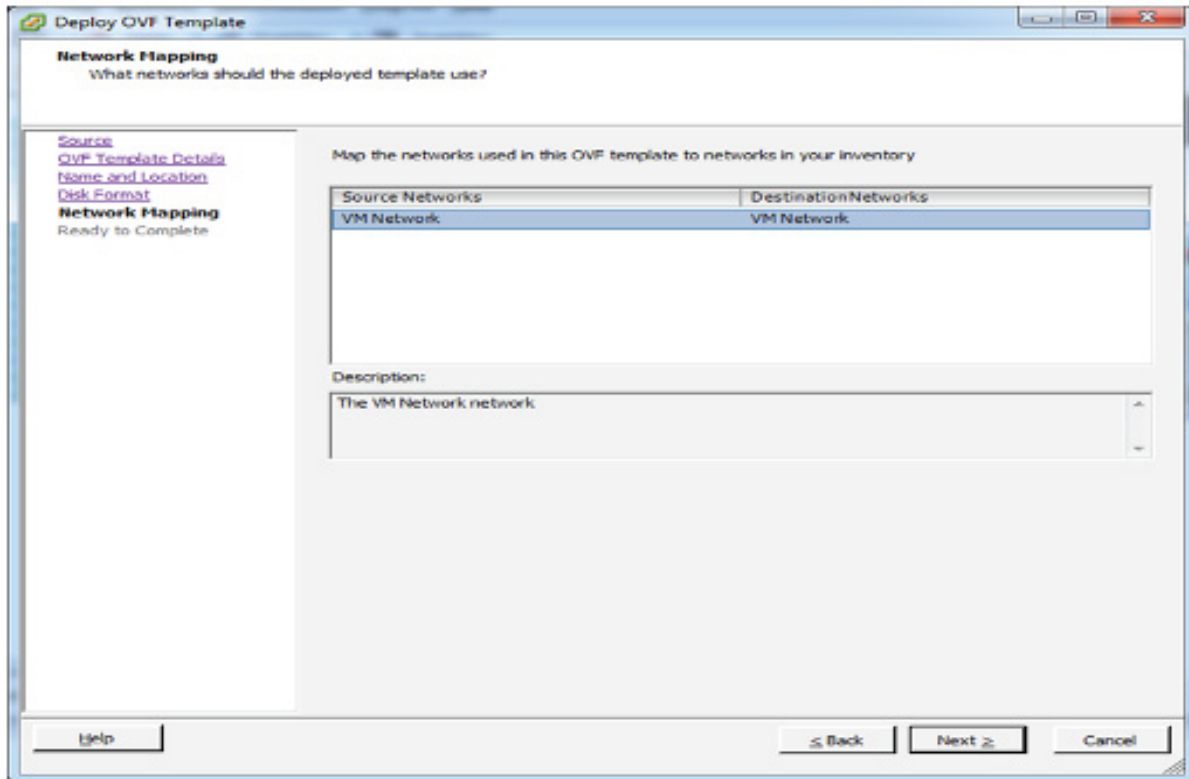 Deploy OVF Template
Network Mapping
What networks should the deployed template use?
Source
OVF Template Details
Name and Location
Disk Format
Network Mapping
Ready to Complete
Map the networks used in this OVF template to networks in your inventory
Source Networks DestinationNetworks
VM Network VM Network
Description:
The VM Network network
Help ≤ Back Next ≥ Cancel